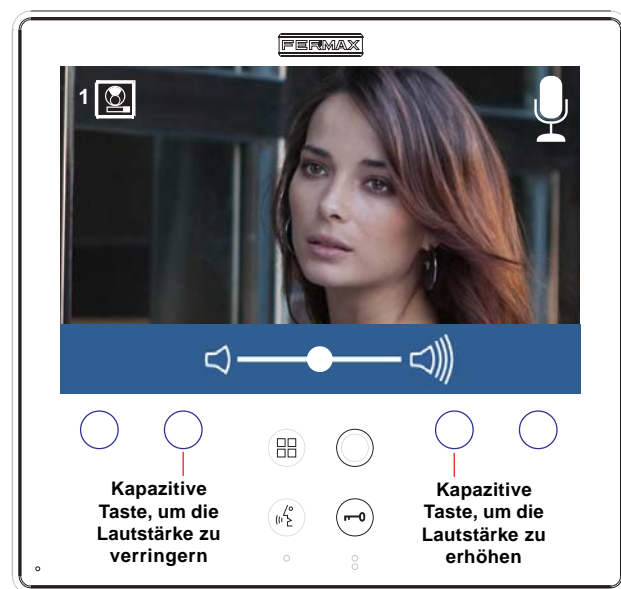 FERMAX
1
Kapazitive
Taste, um die
Lautstärke zu
verringern
Kapazitive
Taste, um die
Lautstärke zu
erhöhen